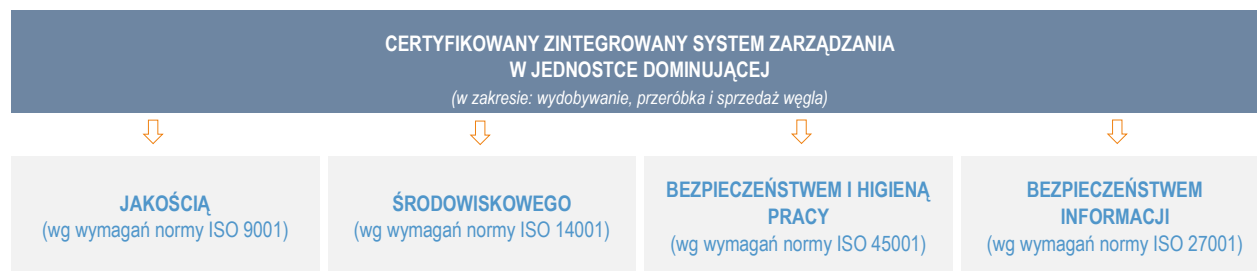 CERTYFIKOWANY ZINTEGROWANY SYSTEM ZARZĄDZANIA
W JEDNOSTCE DOMINUJĄCEJ
(w zakresie: wydobywanie, przeróbka i sprzedaż węgla)
JAKOŚCIĄ
(wg wymagań normy ISO 9001)
ŚRODOWISKOWEGO
(wg wymagań normy ISO 14001)
BEZPIECZEŃSTWEM I HIGIENĄ
PRACY
(wg wymagań normy ISO 45001)
BEZPIECZEŃSTWEM
INFORMACJI
(wg wymagań normy ISO 27001)